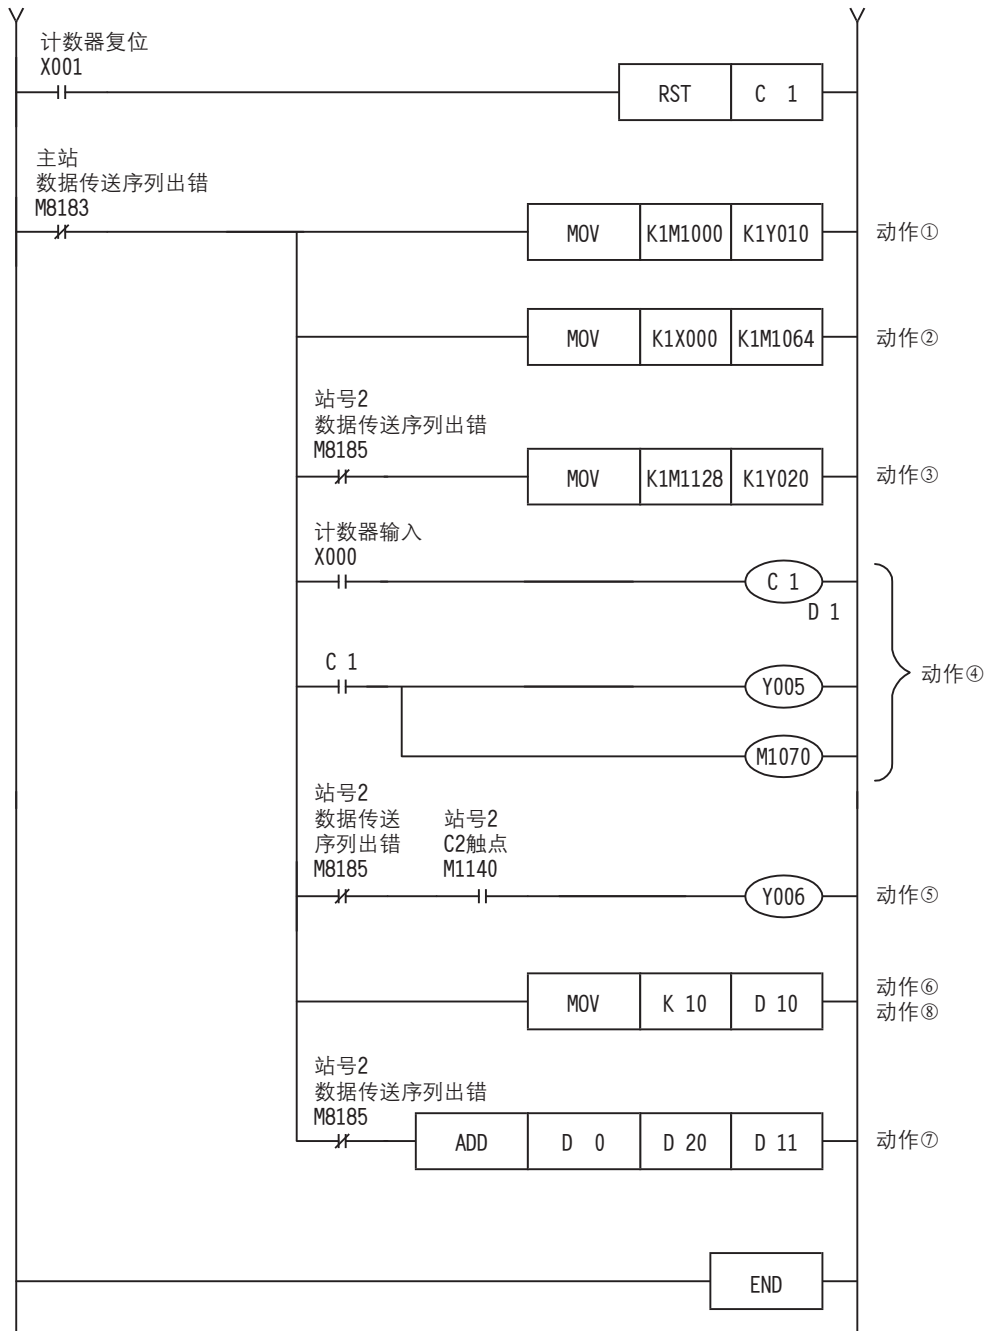 计数器复位
X001
RST C 1
主站
数据传送序列出错
M8183
MOV K1M1000 K1Y010 动作①
MOV K1X000 K1M1064 动作②
站号2
数据传送序列出错
M8185
MOV K1M1128 K1Y020 动作③
计数器输入
X000
C 1
D 1
C 1
动作④
Y005
M1070
站号2
数据传送
序列出错
M8185
站号2
C2触点
M1140
Y006 动作⑤
MOV K 10 D 10
动作⑥
动作⑧
站号2
数据传送序列出错
M8185
ADD D 0 D 20 D 11 动作⑦
END